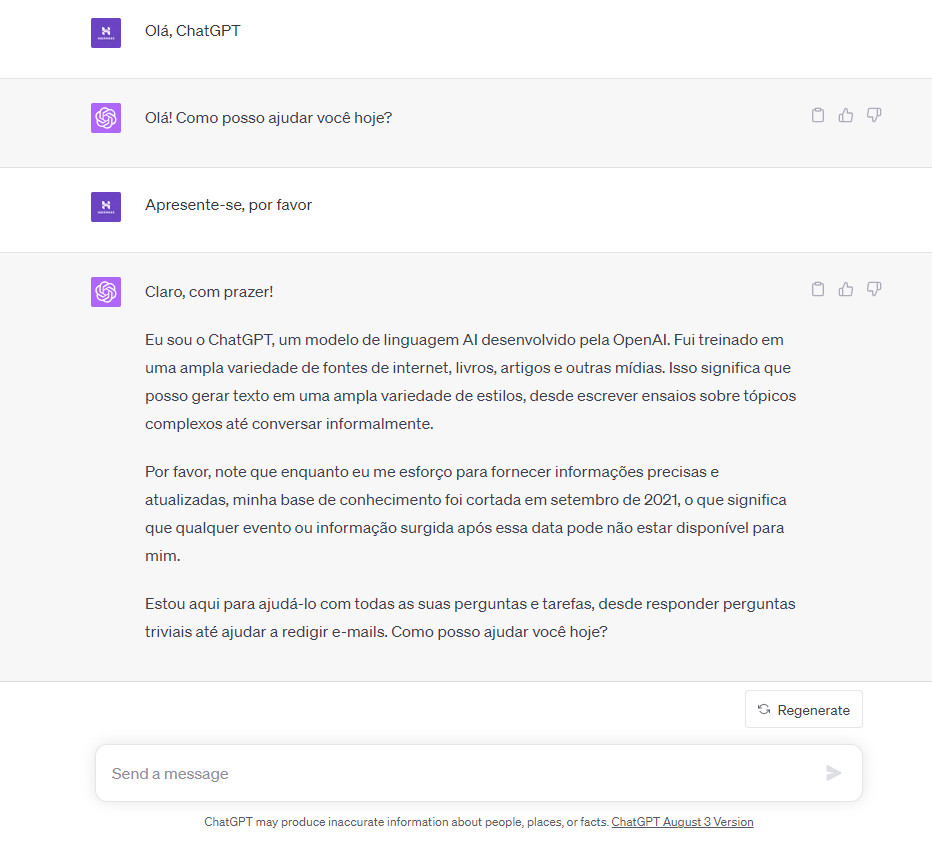 Olá, ChatGPT
Olá! Como posso ajudar você hoje?
Apresente-se, por favor
Claro, com prazer!
Eu sou o ChatGPT, um modelo de linguagem AI desenvolvido pela OpenAI. Fui treinado em
uma ampla variedade de fontes de internet, livros, artigos e outras mídias. Isso significa que
posso gerar texto em uma ampla variedade de estilos, desde escrever ensaios sobre tópicos
complexos até conversar informalmente.
Por favor, note que enquanto eu me esforço para fornecer informações precisas e
atualizadas, minha base de conhecimento foi cortada em setembro de 2021, o que significa
que qualquer evento ou informação surgida após essa data pode não estar disponível para
mim.
Estou aqui para ajudá-lo com todas as suas perguntas e tarefas, desde responder perguntas
triviais até ajudar a redigir e-mails. Como posso ajudar você hoje?
Regenerate
Send a message
ChatGPT may produce inaccurate information about people, places, or facts. ChatGPT August 3 Version